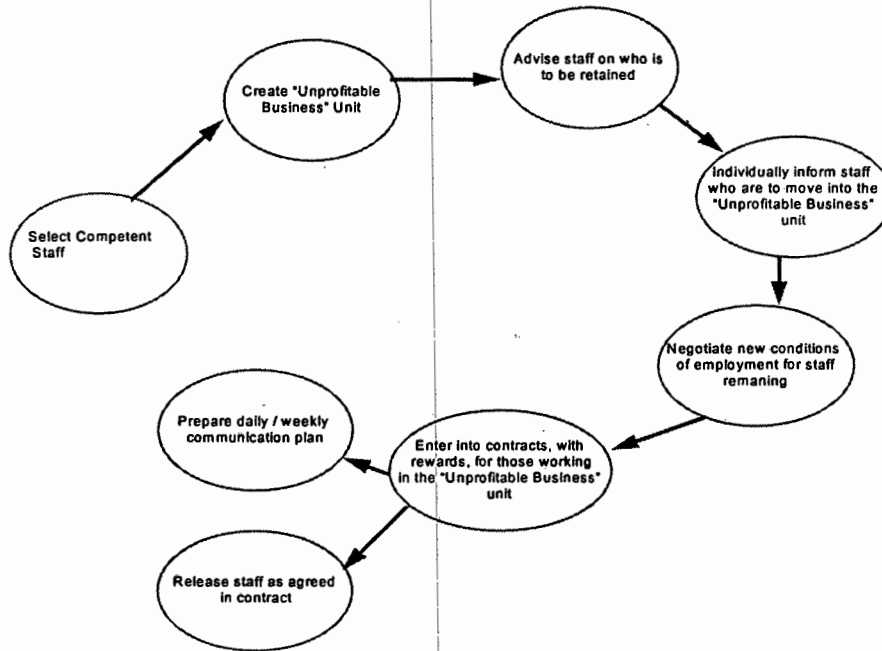 Select Competent
Staff
Create "Unprofitable
Business" Unit
Advise staff on who is
to be retained
Individually inform staff
who are to move into the
"Unprofitable Business"
unit
Negotiate new conditions
of employment for staff
remaning
Enter into contracts, with
rewards, for those working
in the "Unprofitable Business"
unit
Prepare daily / weekly
communication plan
Release staff as agreed
in contract